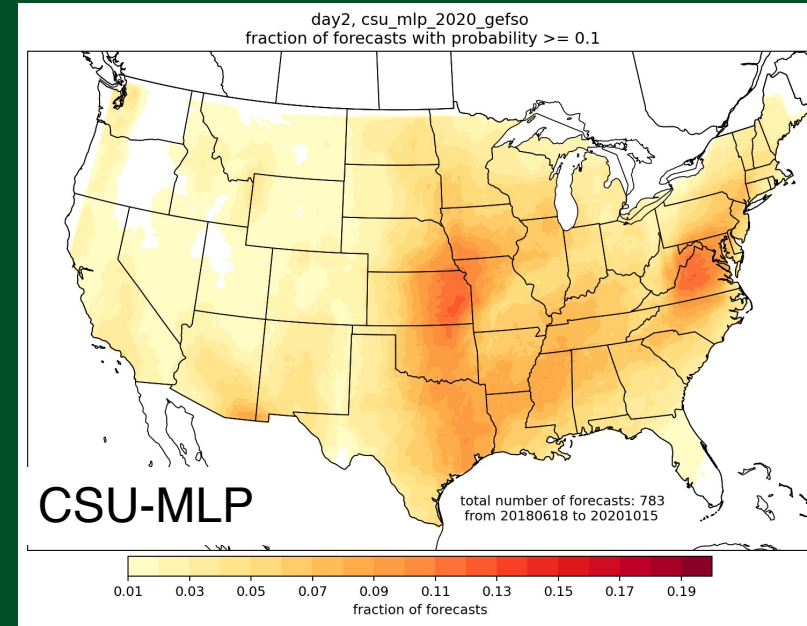 day2, csu_mlp_2020_gefso
fraction of forecasts with probability >= 0.1
CSU-MLP
total number of forecasts: 783
from 20180618 to 20201015
0.01 0.03 0.05 0.07 0.09 0.11 0.13 0.15 0.17 0.19
fraction of forecasts